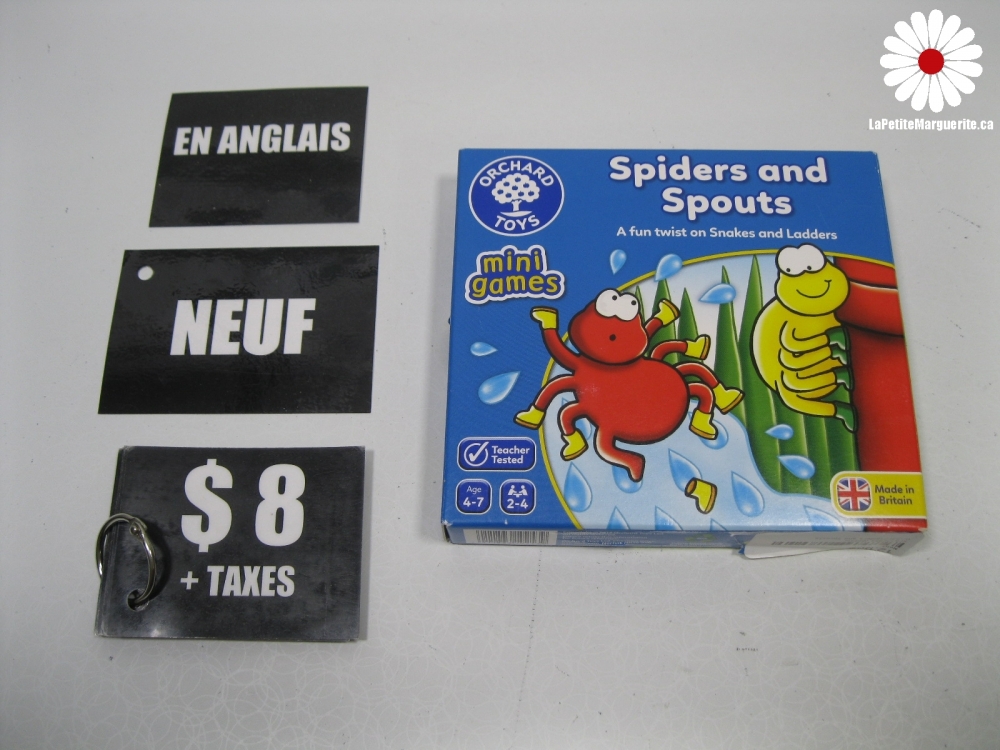 LaPetiteMarguerite.ca
EN ANGLAIS
NEUF
$ 8
+ TAXES
ORCHARD
TOYS
Spiders and
Spouts
A fun twist on Snakes and Ladders
mini
games
Teacher
Tested
Age
4-7
2-4
Made in
Britain